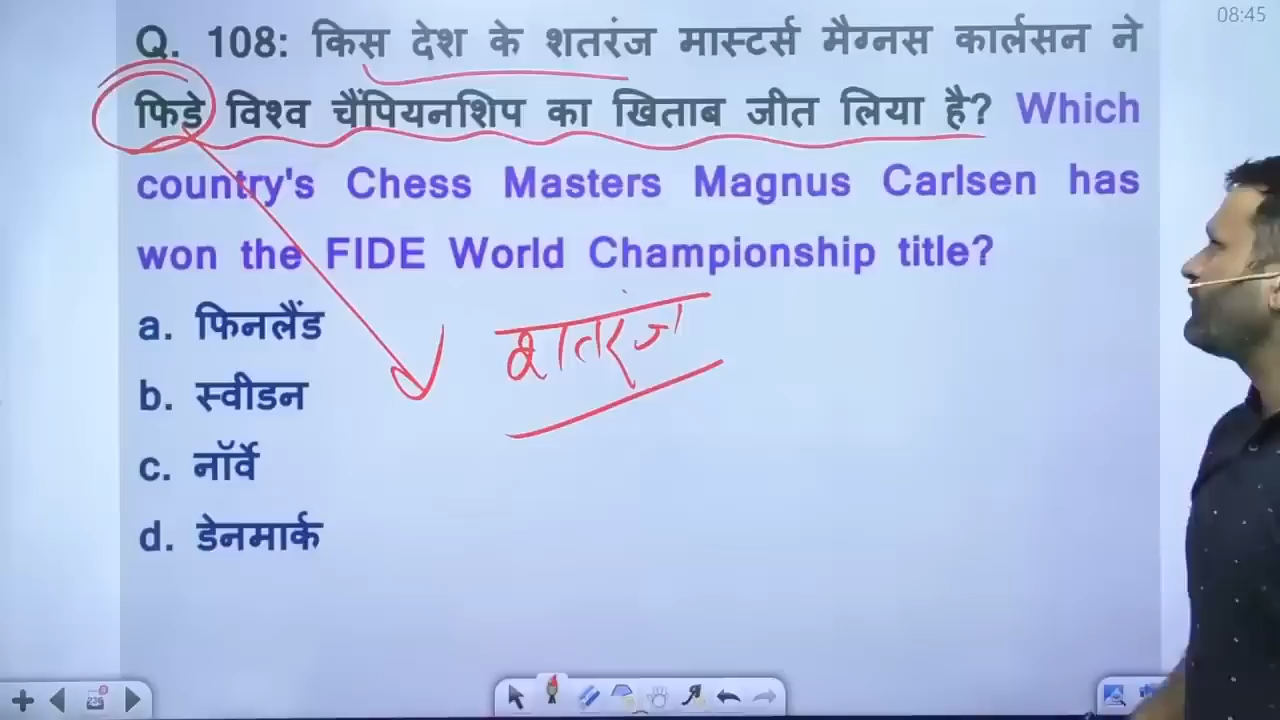 08:45
Q. 108: किस देश के शतरंज मास्टर्स मैग्नस कार्लसन ने
फिडे विश्व चैंपियनशिप का खिताब जीत लिया है? Which
country's Chess Masters Magnus Carlsen has
won the FIDE World Championship title?
a. फिनलैंड
शतरंज
b. स्वीडन
c. नॉर्वे
d. डेनमार्क